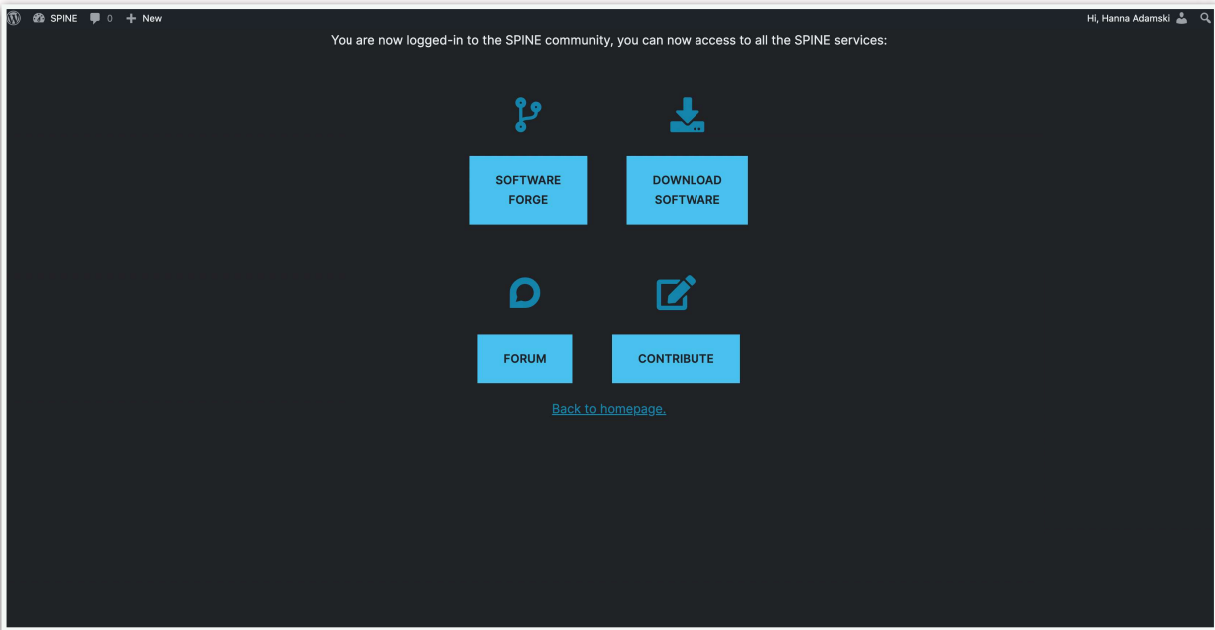 SPINE 0 New Hi, Hanna Adamski
You are now logged-in to the SPINE community, you can now access to all the SPINE services:
SOFTWARE
FORGE
DOWNLOAD
SOFTWARE
FORUM
CONTRIBUTE
Back to homepage.